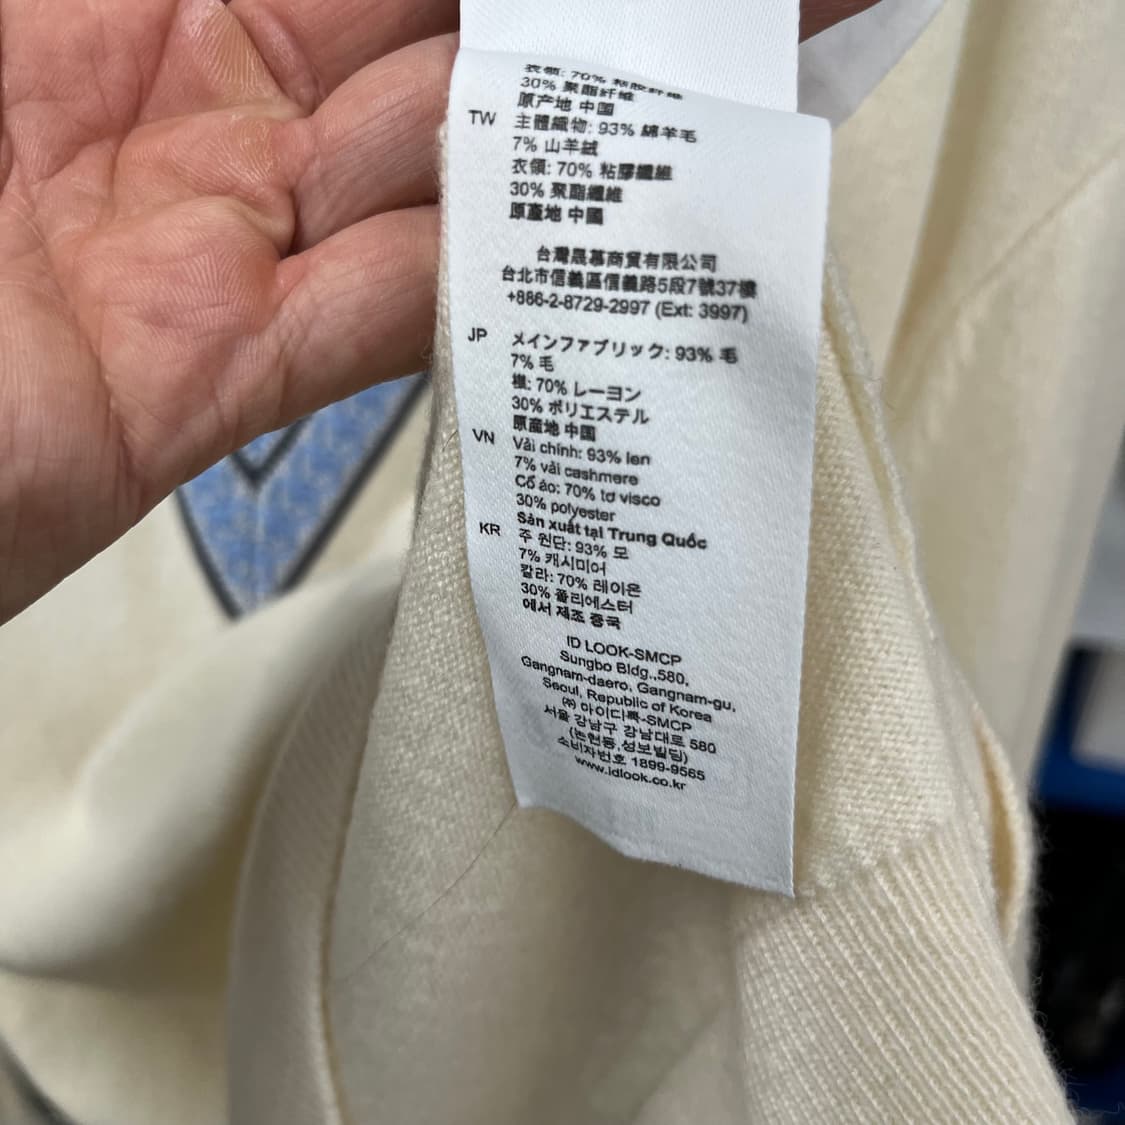 衣領: 70% 粘胶纤维
30% 聚酯纤维
原产地 中国
TW 主體織物: 93% 綿羊毛
7% 山羊絨
衣領: 70% 粘膠纖維
30% 聚酯纖維
原產地 中國
台灣晟慕商貿有限公司
台北市信義區信義路5段7號37樓
+886-2-8729-2997 (Ext: 3997)
JP メインファブリック: 93% 毛
7% 毛
襟: 70% レーヨン
30% ポリエステル
原産地 中国
VN Vải chính: 93% len
7% vải cashmere
Cổ áo: 70% tơ visco
30% polyester
Sản xuất tại Trung Quốc
KR 주 원단: 93% 모
7% 캐시미어
칼라: 70% 레이온
30% 폴리에스터
에서 제조 중국
ID LOOK-SMCP
Sungbo Bldg.,580,
Gangnam-daero, Gangnam-gu,
Seoul, Republic of Korea
㈜ 아이디룩-SMCP
서울 강남구 강남대로 580
(논현동,성보빌딩)
소비자번호 1899-9565
www.idlook.co.kr